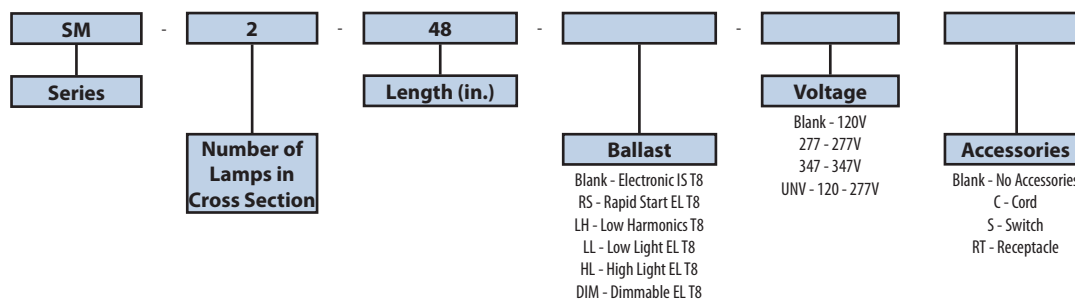 SM - 2 - 48 - -
Series
Length (in.)
Voltage
Blank - 120V
277 - 277V
347 - 347V
UNV - 120 - 277V
Number of
Lamps in
Cross Section
Ballast
Blank - Electronic IS T8
RS - Rapid Start EL T8
LH - Low Harmonics T8
LL - Low Light EL T8
HL - High Light EL T8
DIM - Dimmable EL T8
Accessories
Blank - No Accessories
C - Cord
S - Switch
RT - Receptacle